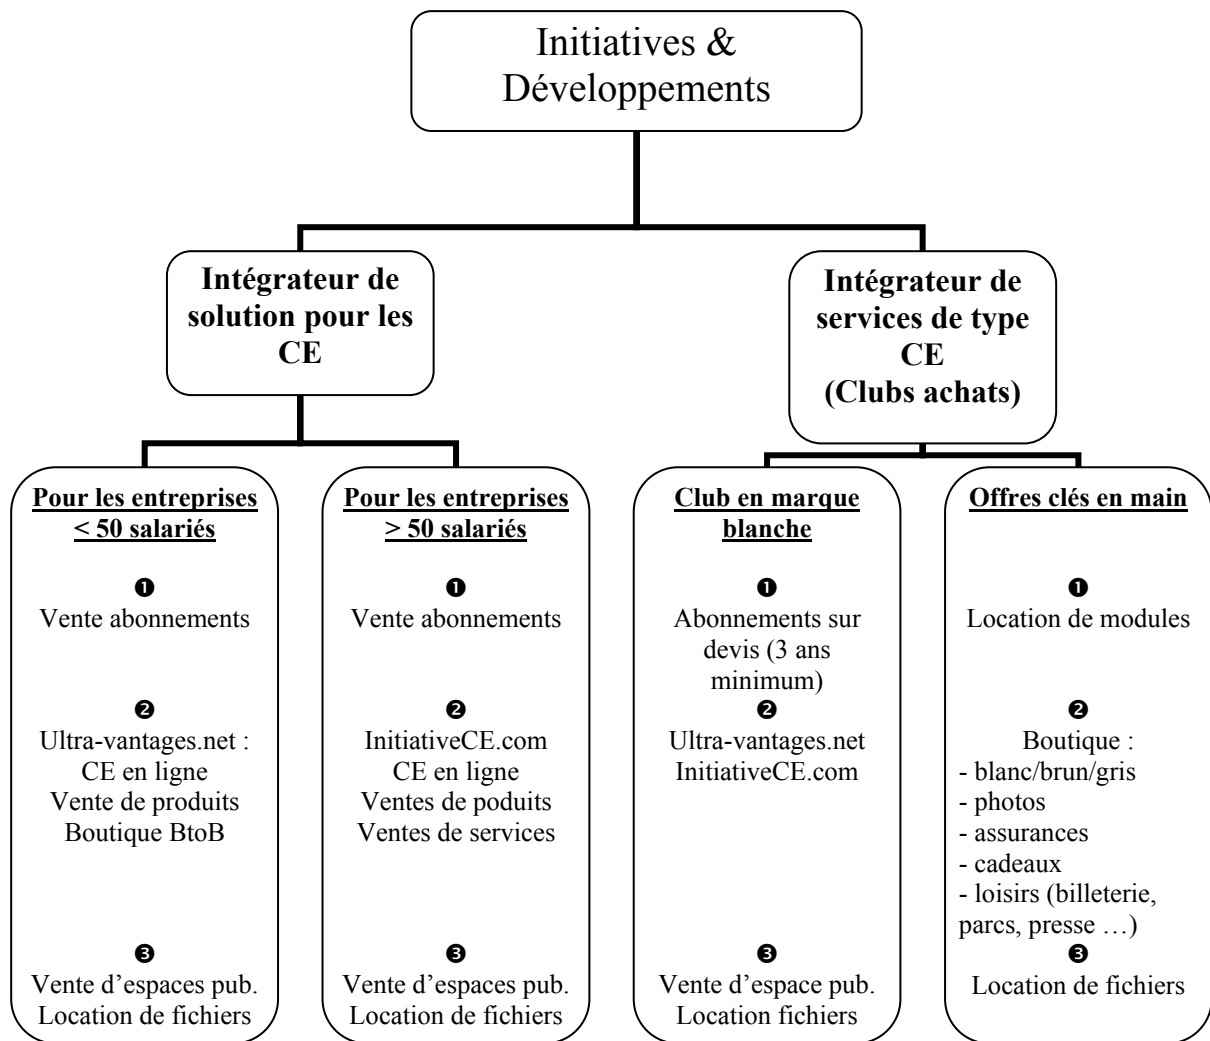 Initiatives &
Développements
Intégrateur de
solution pour les
CE
Intégrateur de
services de type
CE
(Clubs achats)
Pour les entreprises
< 50 salariés
❶
Vente abonnements
❷
Ultra-vantages.net :
CE en ligne
Vente de produits
Boutique BtoB
❸
Vente d’espaces pub.
Location de fichiers
Pour les entreprises
> 50 salariés
❶
Vente abonnements
❷
InitiativeCE.com
CE en ligne
Ventes de poduits
Ventes de services
❸
Vente d’espaces pub.
Location de fichiers
Club en marque
blanche
❶
Abonnements sur
devis (3 ans
minimum)
❷
Ultra-vantages.net
InitiativeCE.com
❸
Vente d’espace pub.
Location fichiers
Offres clés en main
❶
Location de modules
❷
Boutique :
- blanc/brun/gris
- photos
- assurances
- cadeaux
- loisirs (billeterie,
parcs, presse …)
❸
Location de fichiers